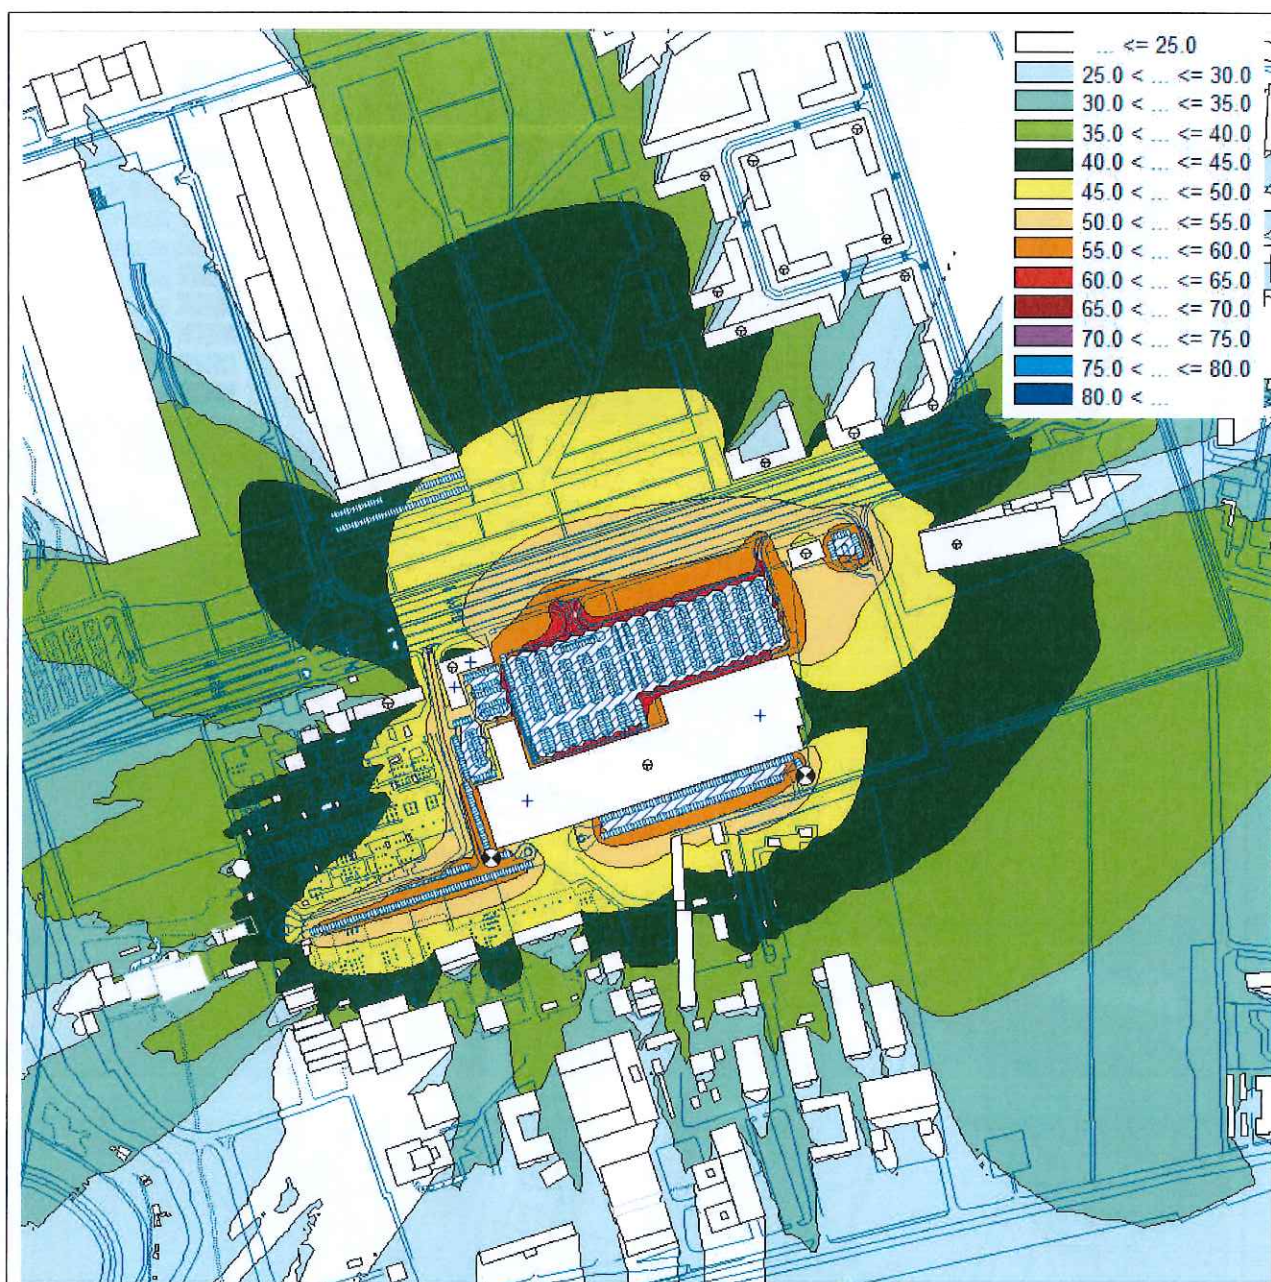 ... <= 25.0
25.0 < ... <= 30.0
30.0 < ... <= 35.0
35.0 < ... <= 40.0
40.0 < ... <= 45.0
45.0 < ... <= 50.0
50.0 < ... <= 55.0
55.0 < ... <= 60.0
60.0 < ... <= 65.0
65.0 < ... <= 70.0
70.0 < ... <= 75.0
75.0 < ... <= 80.0
80.0 < ...